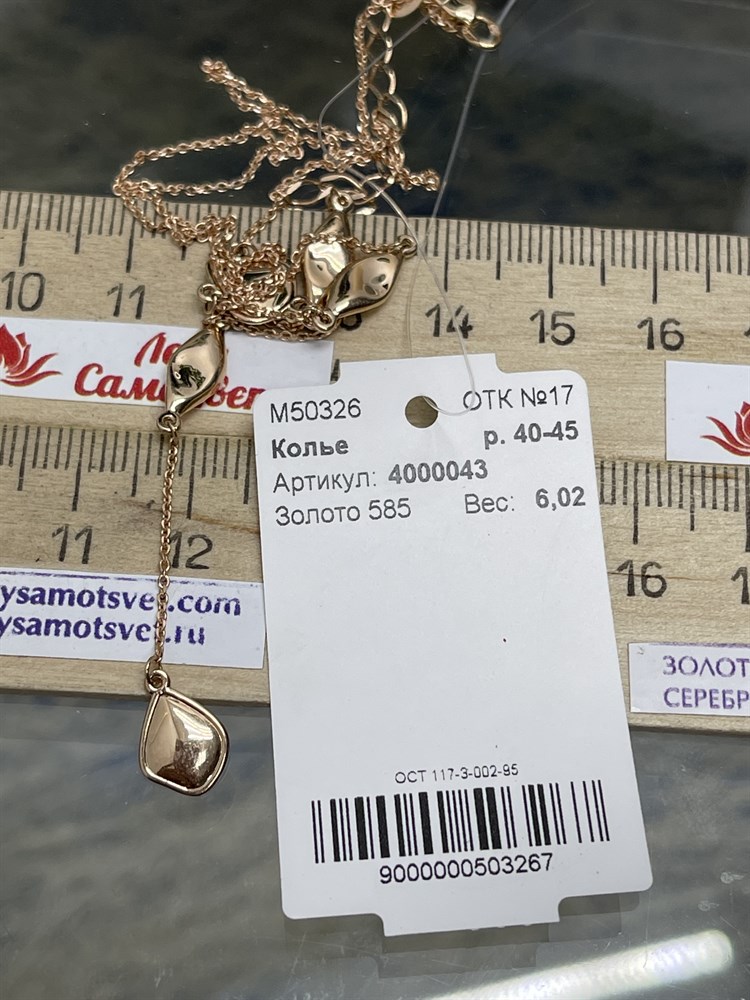 10 11 14 15 16
М50326 ОТК №17
Колье р. 40-45
Артикул: 4000043
Золото 585 Вес: 6,02
11 12 16
ysamotsvet.com
ysamotsvet.ru
ЗОЛОТ
СЕРЕБР
ОСТ 117-3-002-95
9000000503267